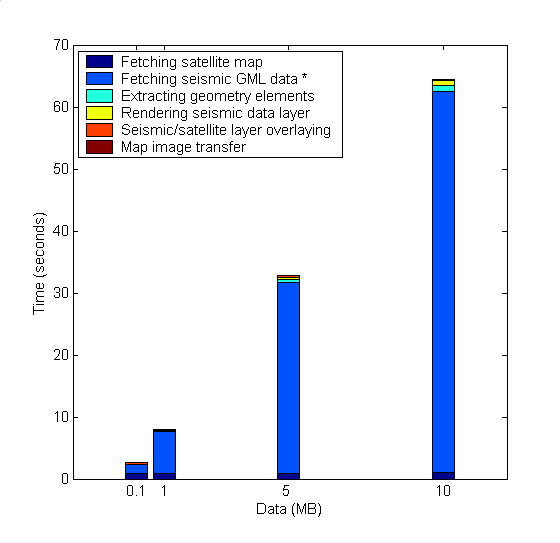 70
60
50
40
30
20
10
0
Fetching satellite map
Fetching seismic GML data *
Extracting geometry elements
Rendering seismic data layer
Seismic/satellite layer overlaying
Map image transfer
Time (seconds)
0.1 1 5 10
Data (MB)